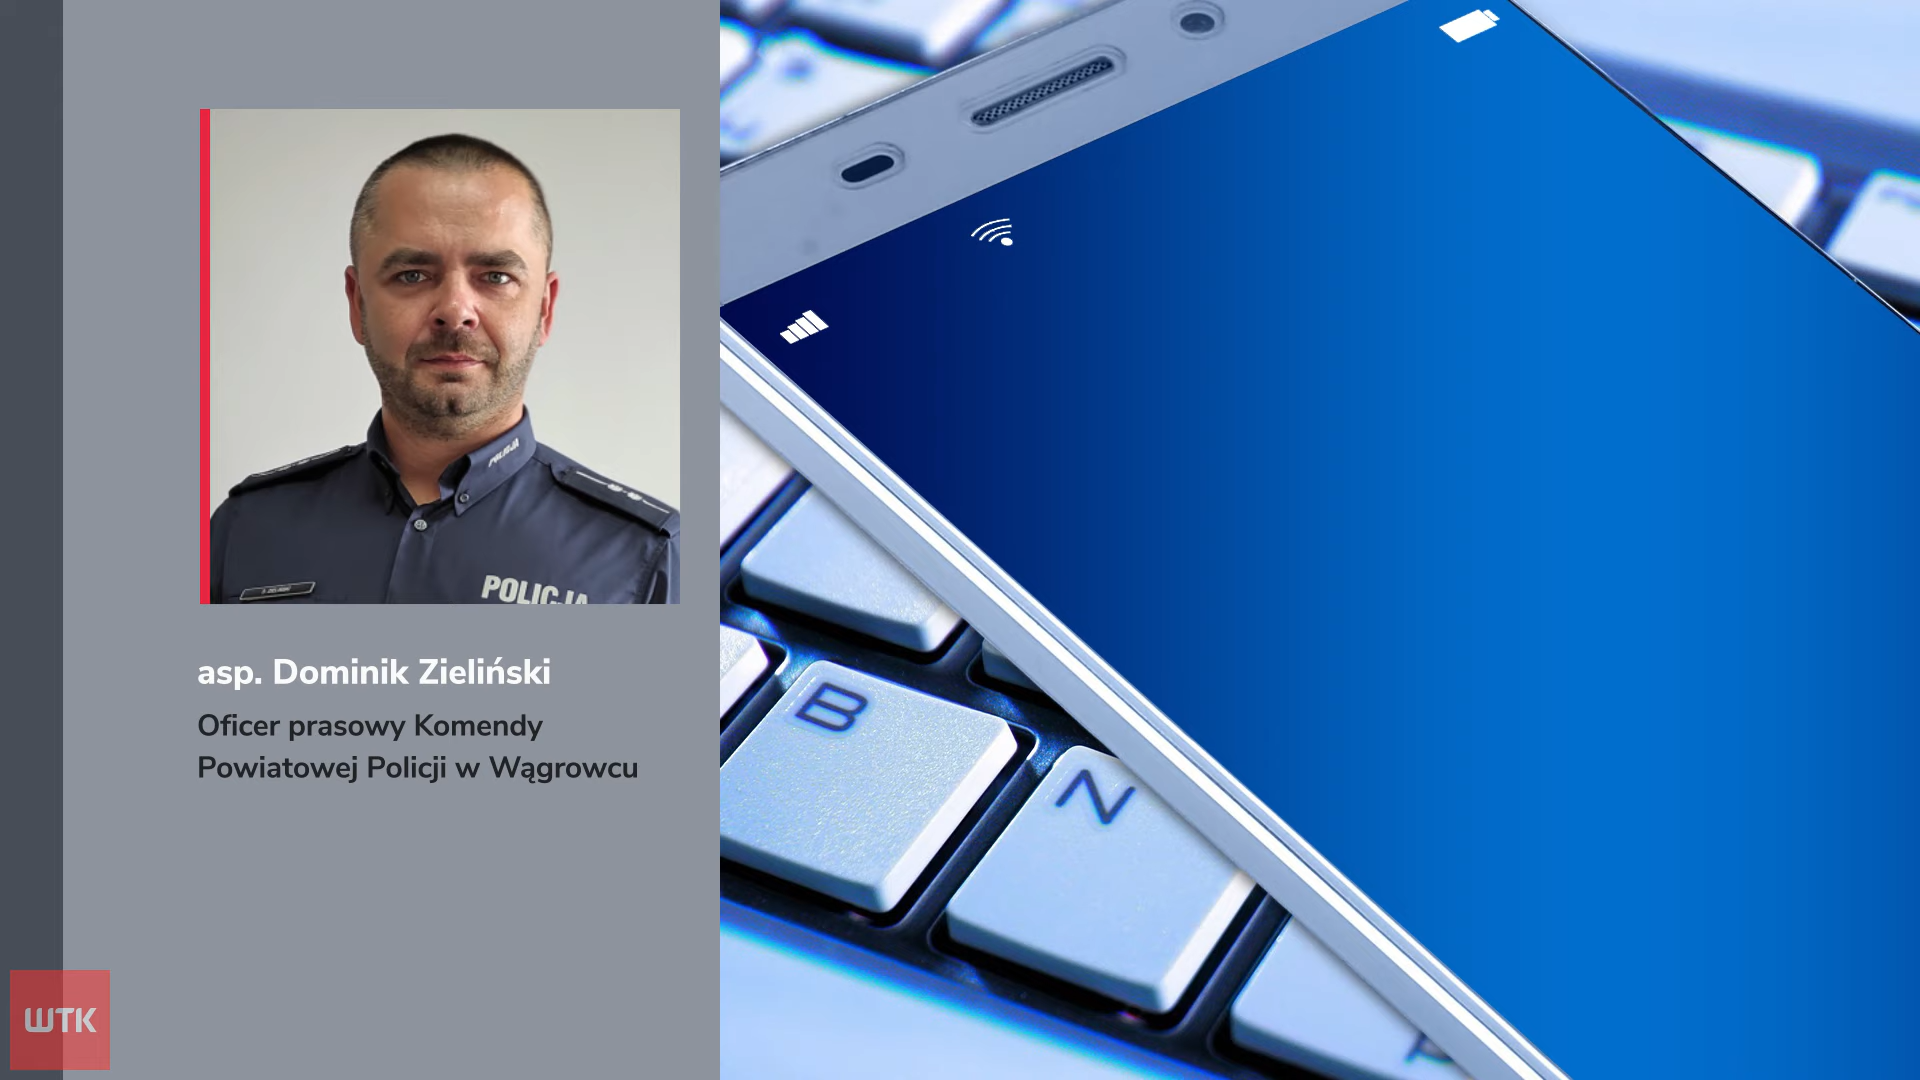 POLICJA
POLICJA
asp. Dominik Zieliński
Oficer prasowy Komendy
Powiatowej Policji w Wągrowcu
B
N
WTK